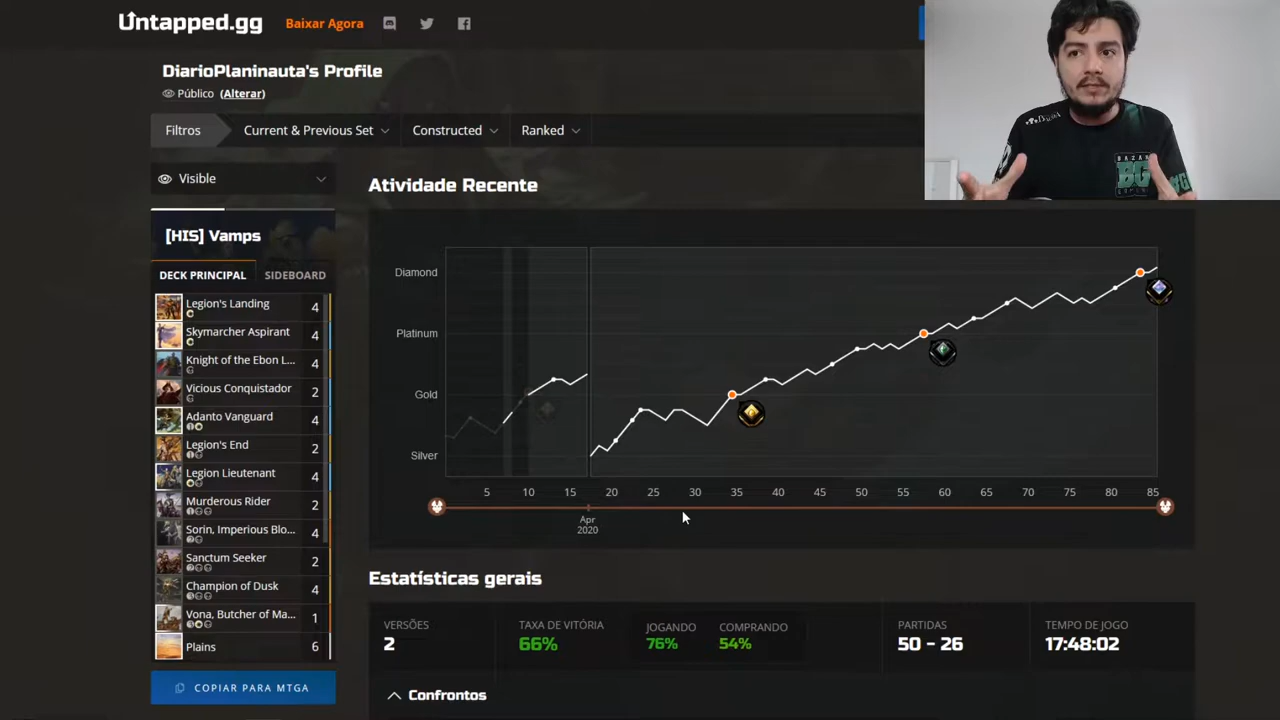 Untapped.gg
Baixar Agora
DiarioPlaninauta's Profile
Público (Alterar)
Filtros
Current & Previous Set
Constructed
Ranked
Visible
[HIS] Vamps
DECK PRINCIPAL
SIDEBOARD
Legion's Landing 4
Skymarcher Aspirant 4
Knight of the Ebon L... 4
Vicious Conquistador 2
Adanto Vanguard 4
Legion's End 2
Legion Lieutenant 4
Murderous Rider 2
Sorin, Imperious Blo... 4
Sanctum Seeker 2
Champion of Dusk 4
Vona, Butcher of Ma... 1
Plains 6
COPIAR PARA MTGA
Atividade Recente
Diamond
Platinum
Gold
Silver
5 10 15 20 25 30 35 40 45 50 55 60 65 70 75 80 85
Apr
2020
Estatísticas gerais
VERSÕES
2
TAXA DE VITÓRIA
66%
JOGANDO
76%
COMPRANDO
54%
PARTIDAS
50 - 26
TEMPO DE JOGO
17:48:02
Confrontos
BG